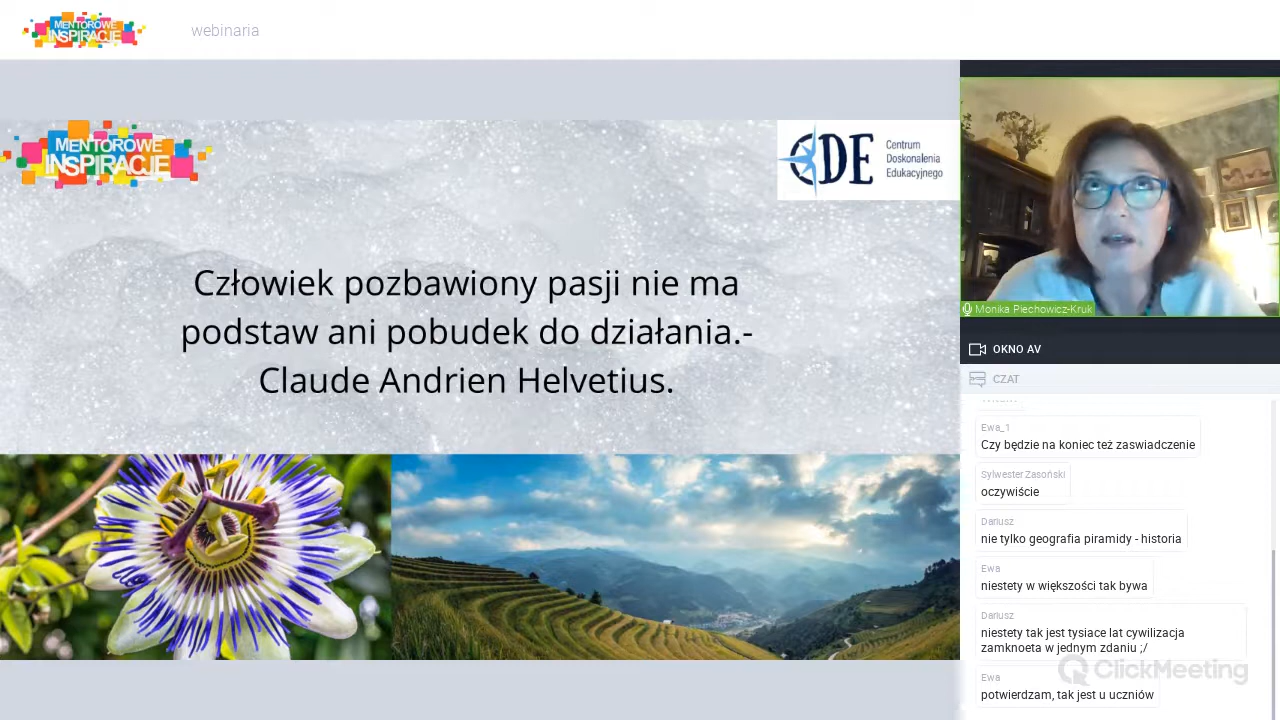 MENTOROWE
INSPIRACJE
webinaria
MENTOROWE
INSPIRACJE
CDE
Centrum
Doskonalenia
Edukacyjnego
Człowiek pozbawiony pasji nie ma
podstaw ani pobudek do działania.-
Claude Andrien Helvetius.
Monika Piechowicz-Kruk
OKNO AV
CZAT
Ewa_1
Czy będzie na koniec też zaswiadczenie
Sylwester Zasoński
oczywiście
Dariusz
nie tylko geografia piramidy - historia
Ewa
niestety w większości tak bywa
Dariusz
niestety tak jest tysiace lat cywilizacja
zamknoeta w jednym zdaniu ;/
ClickMeeting
Ewa
potwierdzam, tak jest u uczniów